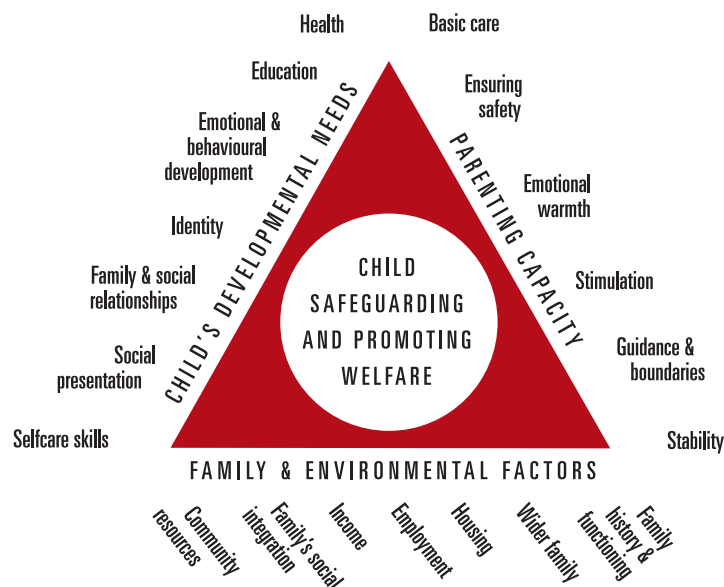 Health
Basic care
Education
Ensuring
safety
Emotional &
behavioural
development
Emotional
warmth
Identity
Family & social
relationships
Stimulation
Social
presentation
Guidance &
boundaries
Selfcare skills
Stability
CHILD'S DEVELOPMENTAL NEEDS
PARENTING CAPACITY
CHILD
SAFEGUARDING
AND PROMOTING
WELFARE
FAMILY & ENVIRONMENTAL FACTORS
Community
resources
Family's social
integration
Income
Employment
Housing
Wider family
Family
history &
functioning